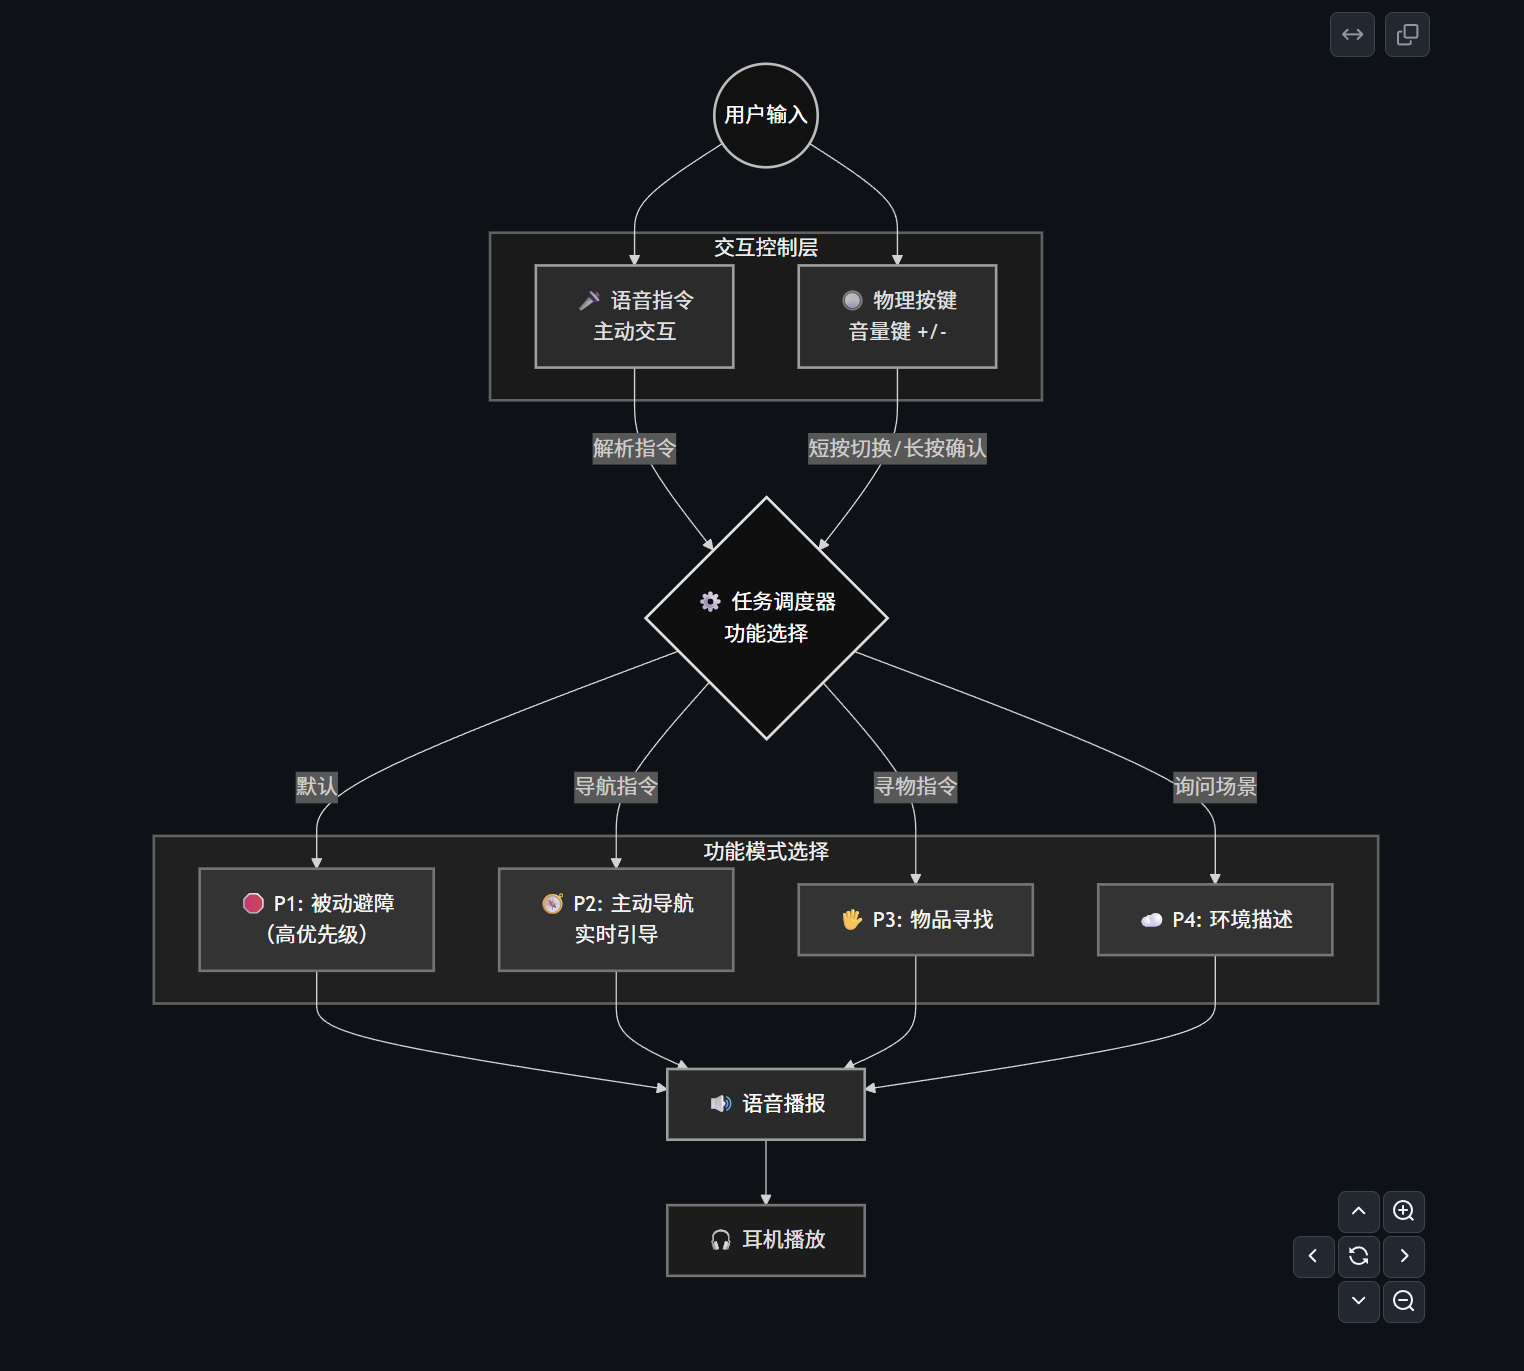 用户输入
交互控制层
🎤 语音指令
主动交互
🔘 物理按键
音量键 +/-
解析指令
短按切换/长按确认
⚙️ 任务调度器
功能选择
默认
导航指令
寻物指令
询问场景
功能模式选择
🛑 P1: 被动避障
（高优先级）
🧭 P2: 主动导航
实时引导
🖐 P3: 物品寻找
☁️ P4: 环境描述
🔊 语音播报
🎧 耳机播放